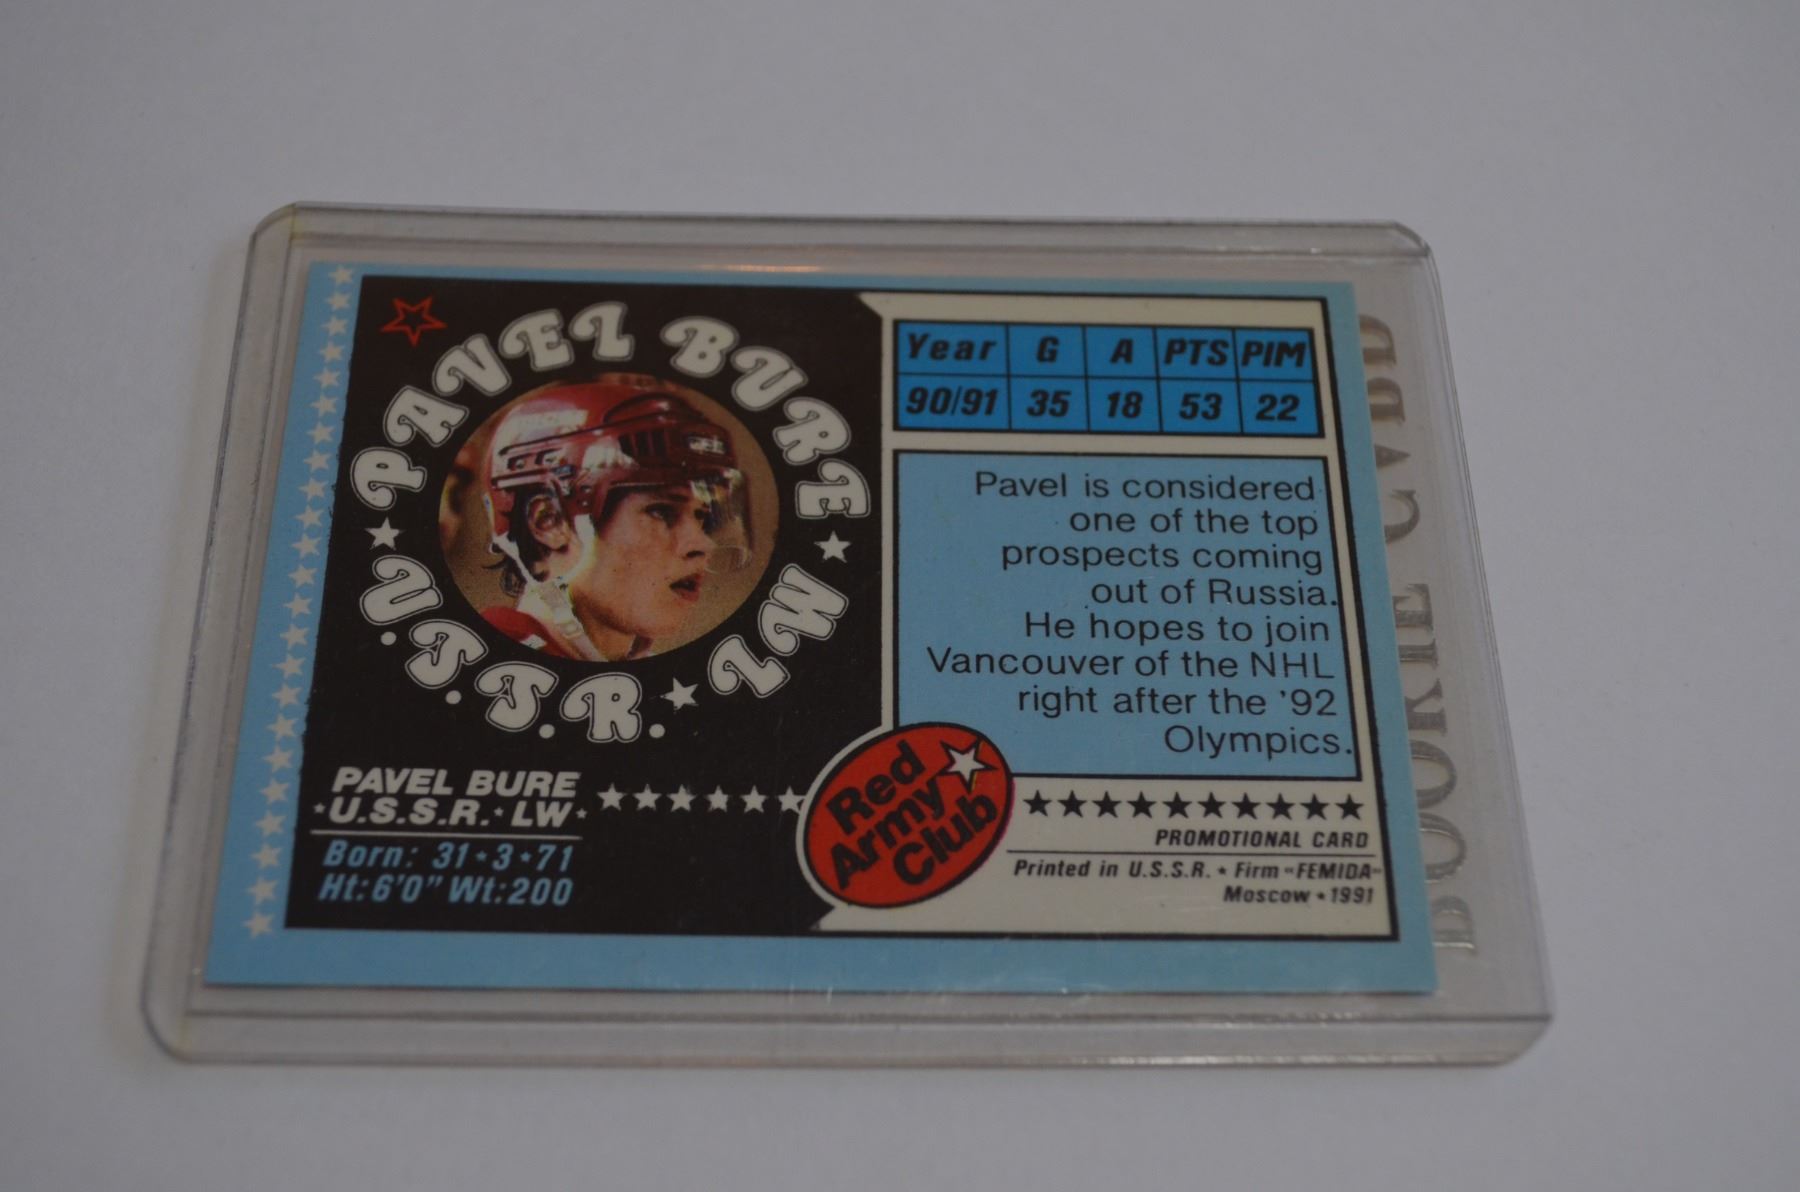 PAVEL BURE ★ LW ★ U.S.S.R. ★
PAVEL BURE
★U.S.S.R.★ LW★
Born: 31★3★71
Ht:6'0" Wt:200
Year G A PTS PIM
90/91 35 18 53 22
Pavel is considered
one of the top
prospects coming
out of Russia.
He hopes to join
Vancouver of the NHL
right after the '92
Olympics.
Red
Army
Club
PROMOTIONAL CARD
Printed in U.S.S.R. ★ Firm "FEMIDA"
Moscow ★ 1991
ROOKIE CARD